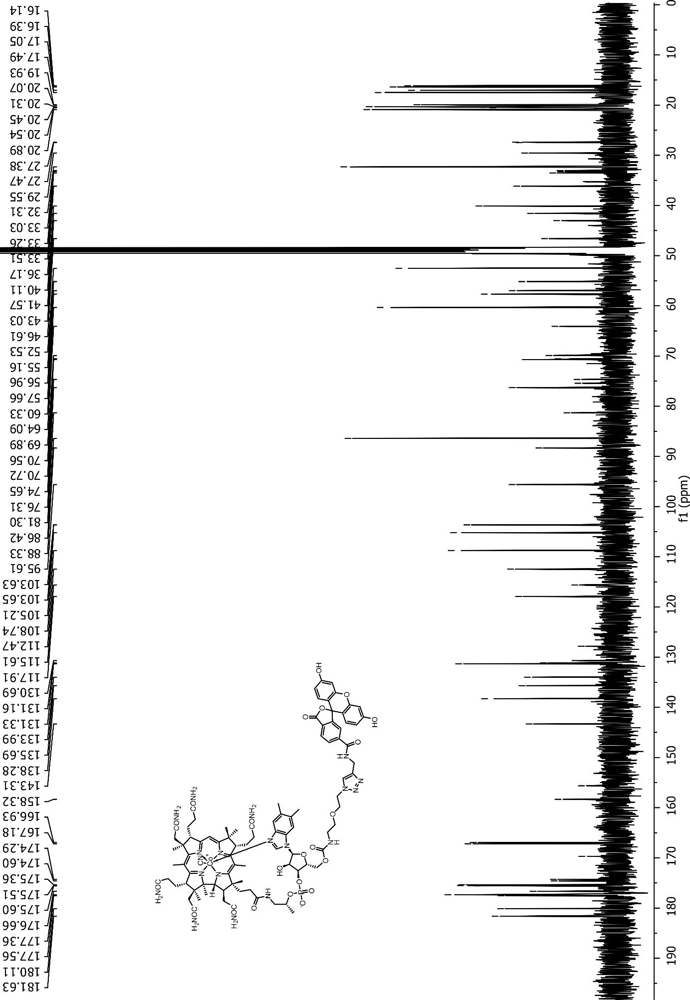 16.14
16.39
17.05
17.49
19.93
20.07
20.31
20.45
20.54
20.89
27.38
27.47
29.55
32.31
33.03
33.26
33.51
36.17
40.11
41.57
43.03
46.61
52.53
55.16
56.96
57.66
60.33
64.09
69.89
70.56
70.72
74.65
76.31
81.30
86.42
88.33
95.61
103.63
103.65
105.21
108.74
112.47
115.61
117.91
130.69
131.16
131.33
133.99
135.69
138.28
143.31
158.32
166.93
167.18
174.29
174.60
175.36
175.51
175.60
176.66
177.36
177.56
180.11
181.63
0
10
20
30
40
50
60
70
80
90
100
110
120
130
140
150
160
170
180
190
f1 (ppm)
H₂NOC
CONH₂
CONH₂
CONH₂
H₂NOC
H₂NOC
H
N
N
N
N
CN
Co⁺
N
N
O
NH
O
P
O
O⁻
O
HO
O
O
O
N
H
O
N
N
N
H
N
O
O
O
O
OH
HO